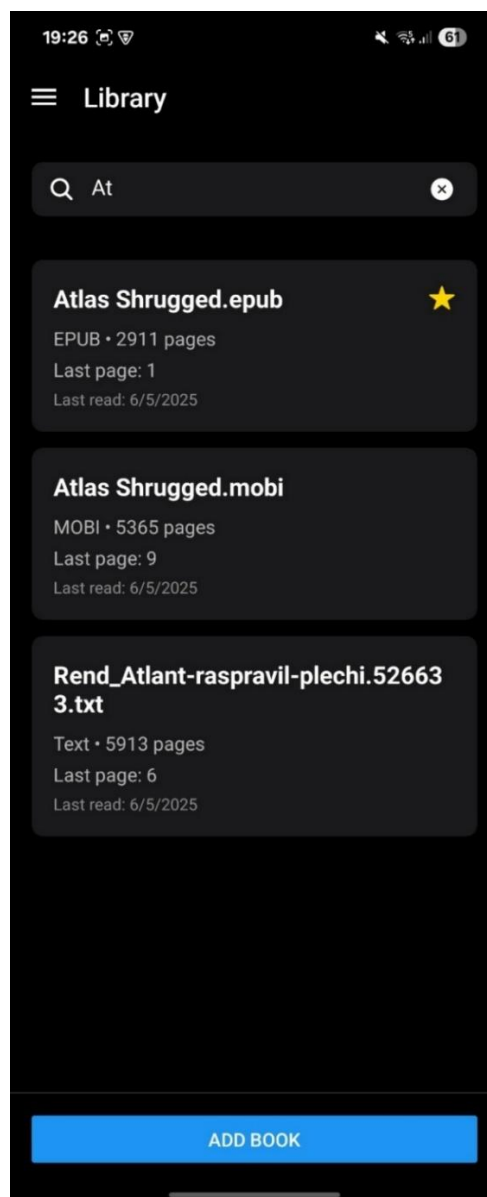 19:26 61
Library
At
Atlas Shrugged.epub
EPUB • 2911 pages
Last page: 1
Last read: 6/5/2025
Atlas Shrugged.mobi
MOBI • 5365 pages
Last page: 9
Last read: 6/5/2025
Rend_Atlant-raspravil-plechi.52663
3.txt
Text • 5913 pages
Last page: 6
Last read: 6/5/2025
ADD BOOK